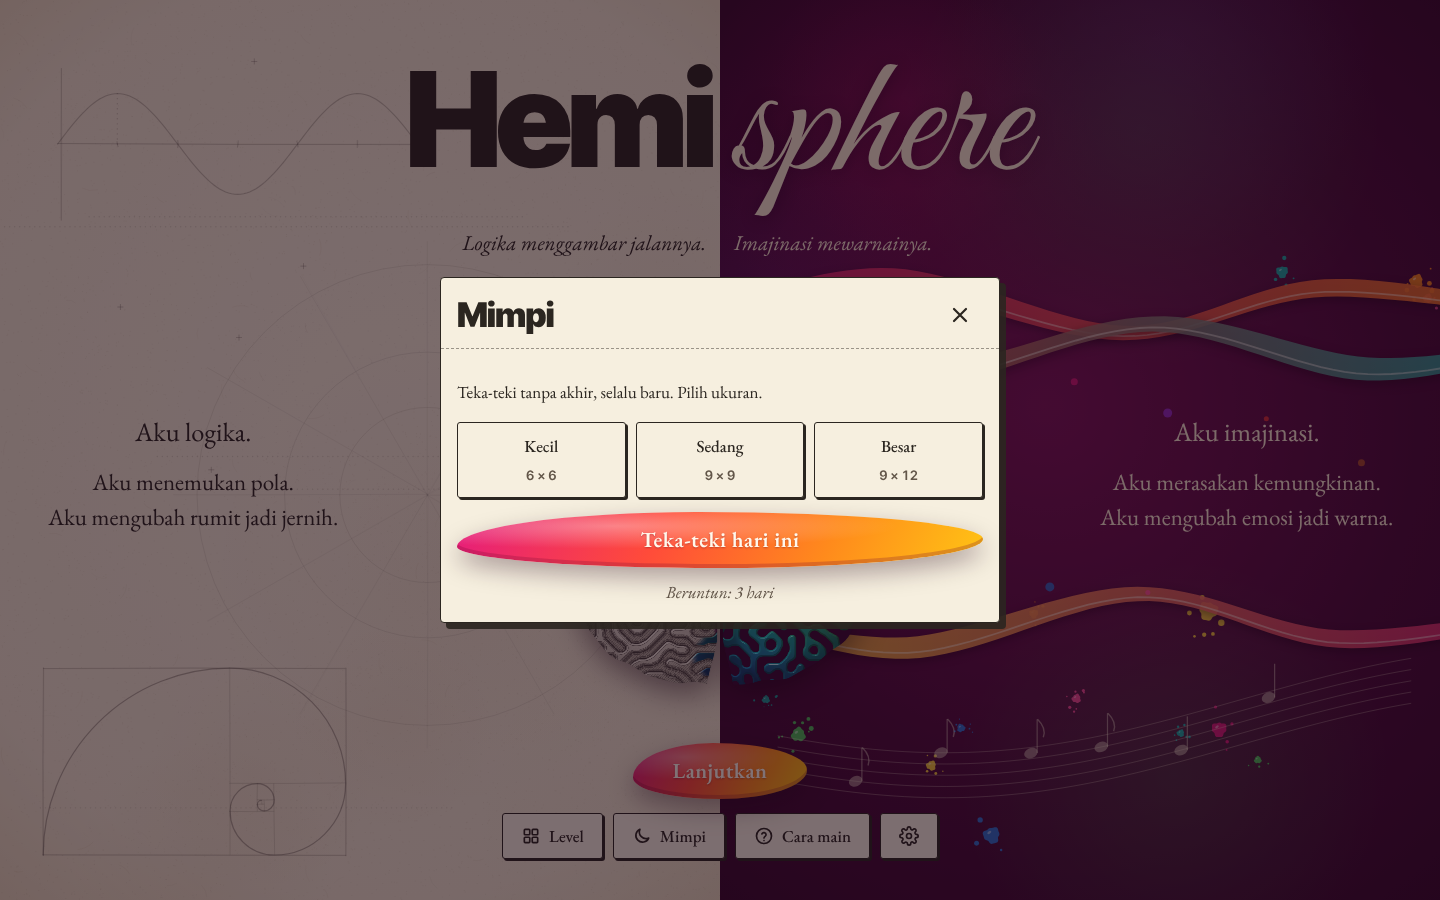 Hemisphere
Logika menggambar jalannya. Imajinasi mewarnainya.
Mimpi
Teka-teki tanpa akhir, selalu baru. Pilih ukuran.
Kecil
6×6
Sedang
9×9
Besar
9×12
Teka-teki hari ini
Beruntun: 3 hari
Aku logika.
Aku menemukan pola.
Aku mengubah rumit jadi jernih.
Aku imajinasi.
Aku merasakan kemungkinan.
Aku mengubah emosi jadi warna.
Lanjutkan
Level
Mimpi
Cara main